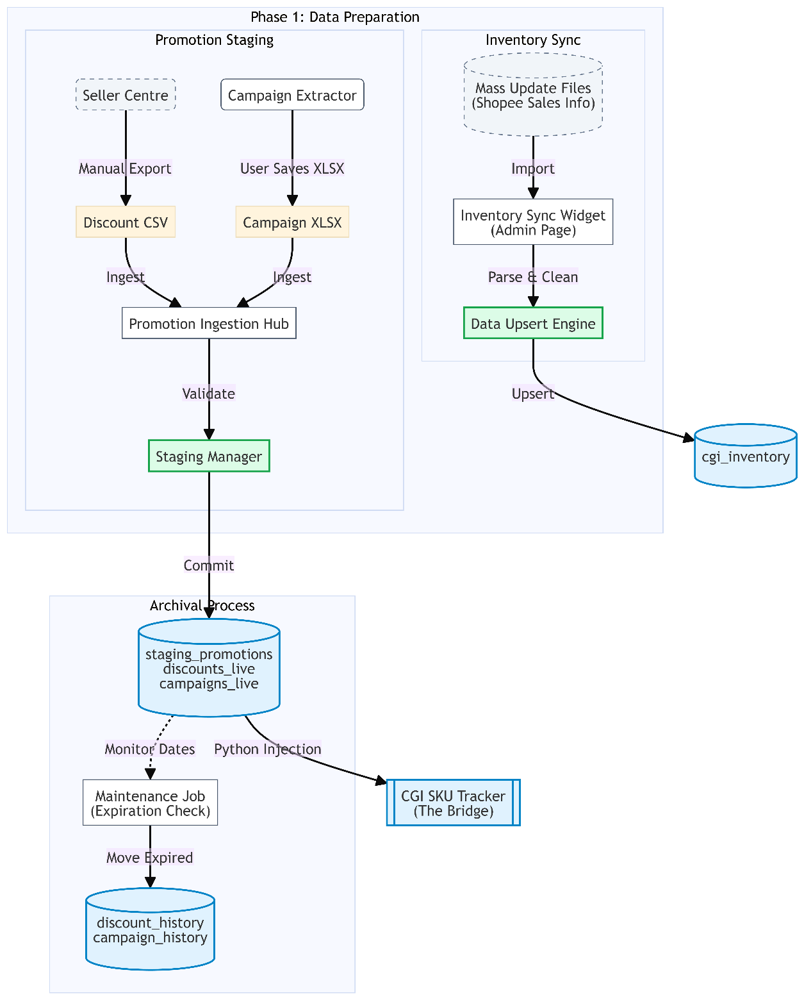 Phase 1: Data Preparation
Promotion Staging
Inventory Sync
Mass Update Files
(Shopee Sales Info)
Seller Centre
Campaign Extractor
Manual Export
User Saves XLSX
Import
Discount CSV
Campaign XLSX
Inventory Sync Widget
(Admin Page)
Ingest
Ingest
Parse & Clean
Promotion Ingestion Hub
Data Upsert Engine
Validate
Upsert
Staging Manager
cgi_inventory
Commit
Archival Process
staging_promotions
discounts_live
campaigns_live
Monitor Dates
Python Injection
Maintenance Job
(Expiration Check)
CGI SKU Tracker
(The Bridge)
Move Expired
discount_history
campaign_history